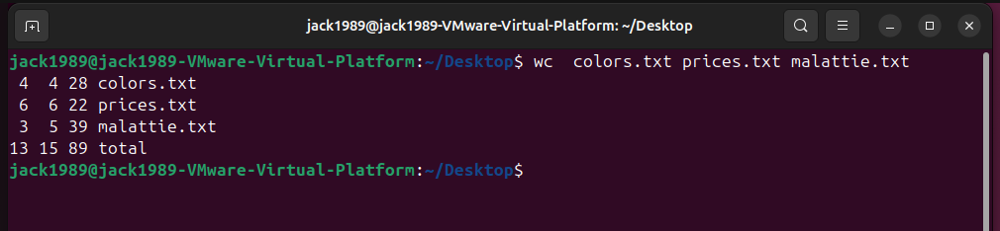 jack1989@jack1989-VMware-Virtual-Platform: ~/Desktop
jack1989@jack1989-VMware-Virtual-Platform:~/Desktop$ wc  colors.txt prices.txt malattie.txt
 4  4 28 colors.txt
 6  6 22 prices.txt
 3  5 39 malattie.txt
13 15 89 total
jack1989@jack1989-VMware-Virtual-Platform:~/Desktop$